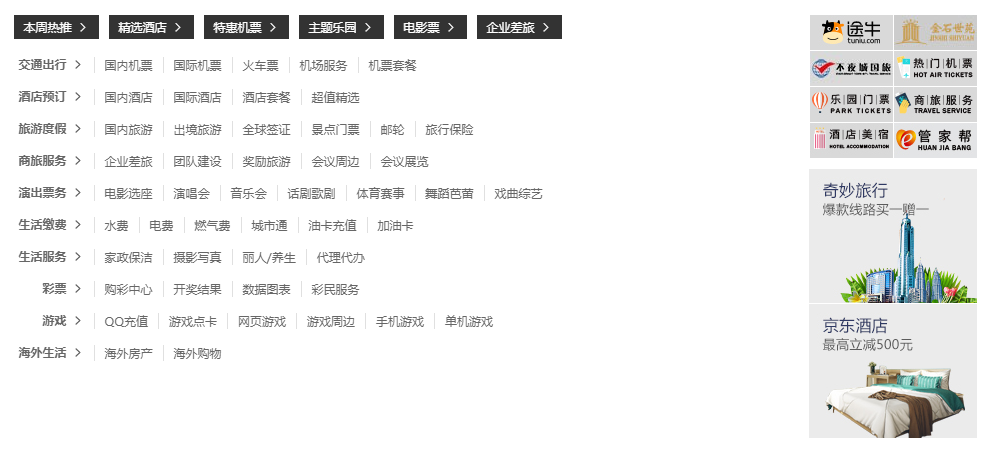 本周热推 精选酒店 特惠机票 主题乐园 电影票 企业差旅
交通出行 国内机票 国际机票 火车票 机场服务 机票套餐
酒店预订 国内酒店 国际酒店 酒店套餐 超值精选
旅游度假 国内旅游 出境旅游 全球签证 景点门票 邮轮 旅行保险
商旅服务 企业差旅 团队建设 奖励旅游 会议周边 会议展览
演出票务 电影选座 演唱会 音乐会 话剧歌剧 体育赛事 舞蹈芭苗 戏曲综艺
生活缴费 水费 电费 燃气费 城市通 油卡充值 加油卡
生活服务 家政保洁 摄影写真 丽人/养生 代理代办
彩票 购彩中心 开奖结果 数据图表 彩民服务
游戏 QQ充值 游戏点卡 网页游戏 游戏周边 手机游戏 单机游戏
海外生活 海外房产 海外购物
途牛
tuniu.com
金石世苑
JINSHI SHIYUAN
不夜城国旅
热门机票
HOT AIR TICKETS
乐园门票
PARK TICKETS
商旅服务
TRAVEL SERVICE
酒店美宿
HOTEL ACCOMMODATION
管家帮
HUAN JIA BANG
奇妙旅行
爆款线路买一赠一
京东酒店
最高立减500元